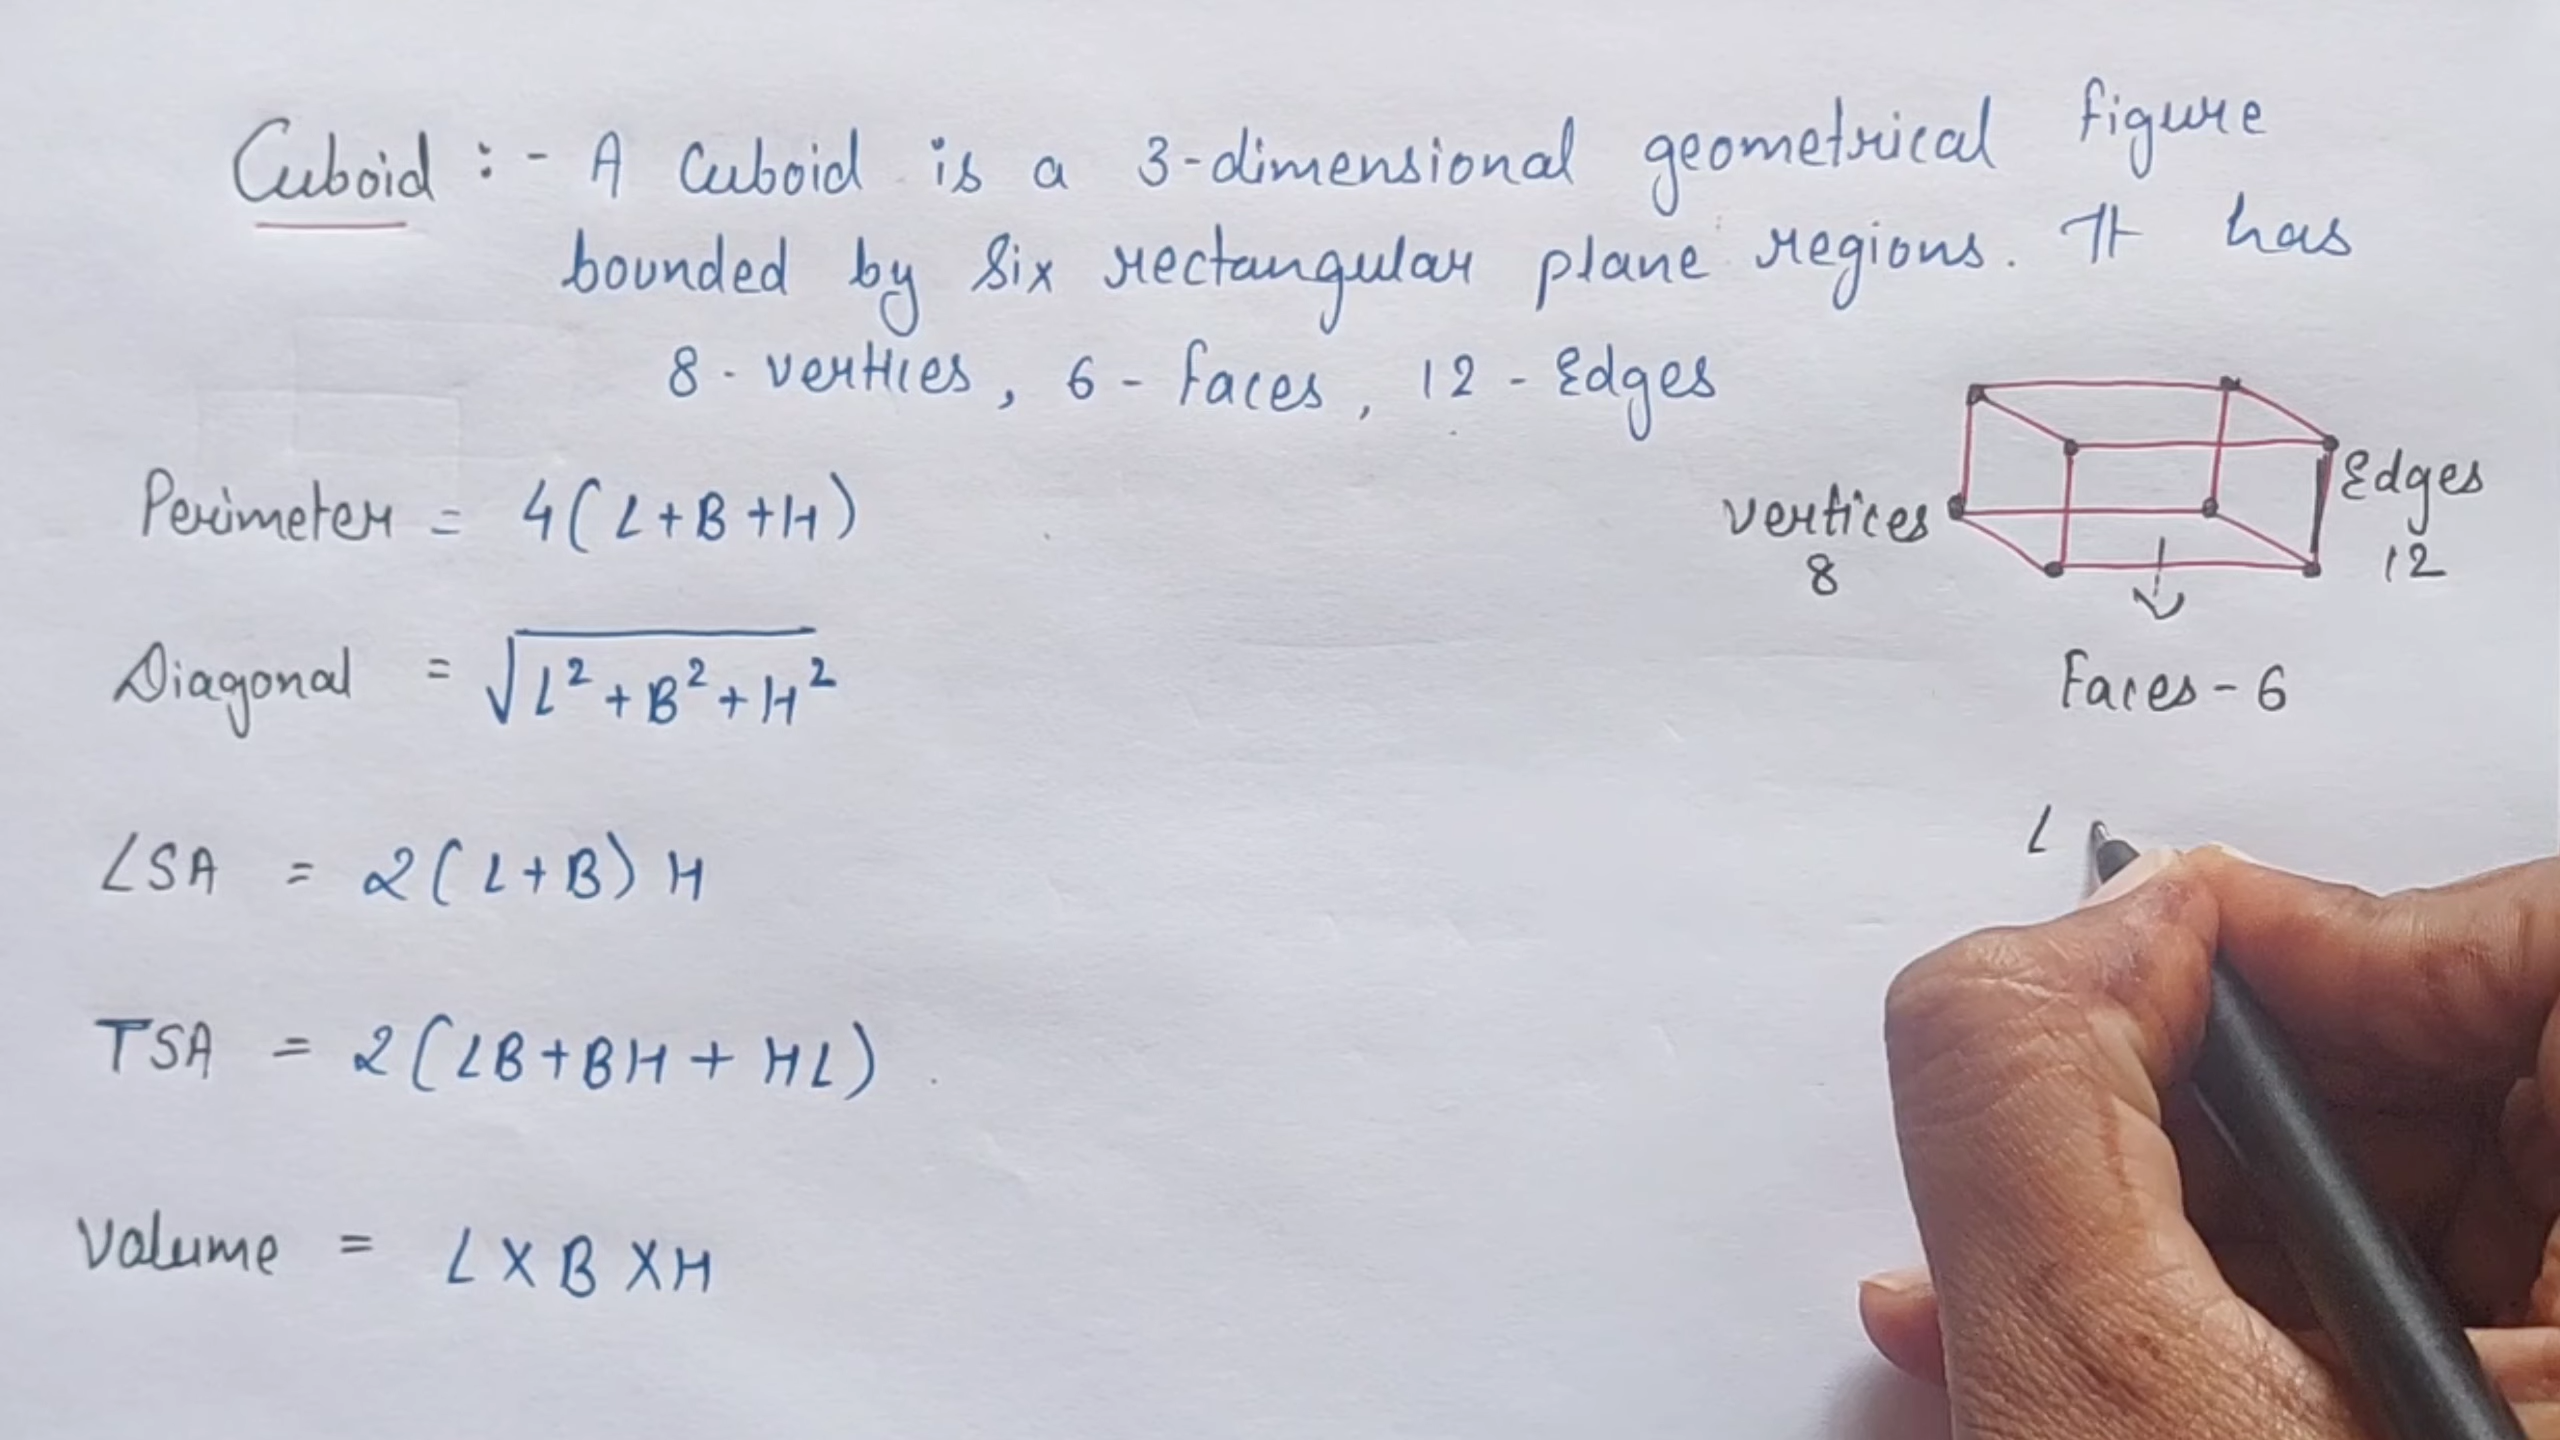 Cuboid :- A Cuboid is a 3-dimensional geometrical figure
bounded by Six rectangular plane regions. It has
8 - vertices, 6 - Faces, 12 - Edges
Perimeter = 4(L+B+H)
Diagonal = √L²+B²+H²
LSA = 2(L+B)H
TSA = 2(LB+BH+HL)
Volume = L×B×H
vertices
8
Edges
12
Faces - 6
L